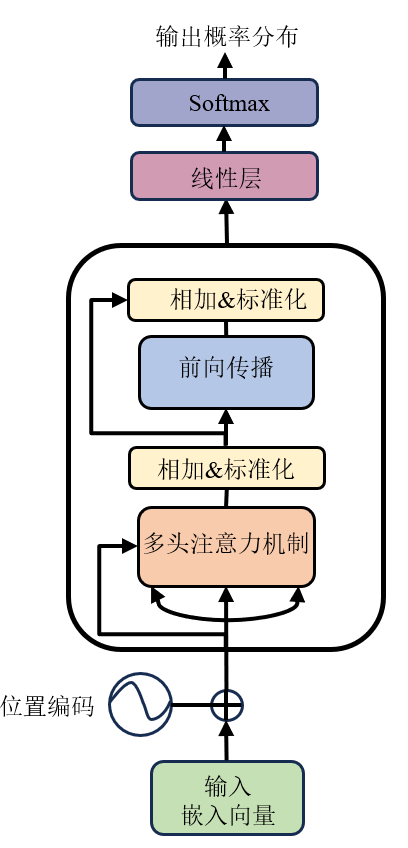 输出概率分布
Softmax
线性层
相加&标准化
前向传播
相加&标准化
多头注意力机制
位置编码
输入
嵌入向量